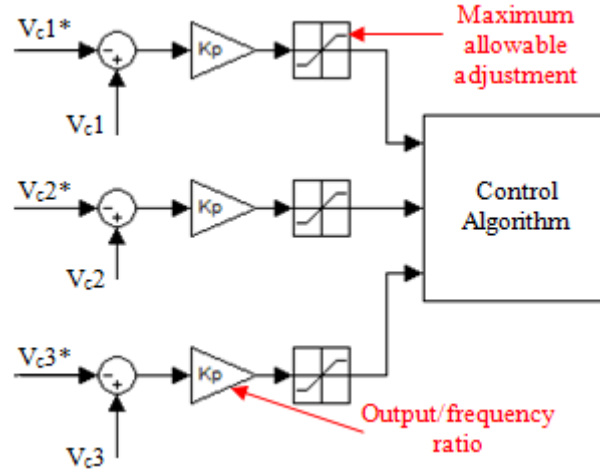 Vc1*
Kp
Maximum
allowable
adjustment
Vc1
Vc2*
Kp
Control
Algorithm
Vc2
Vc3*
Kp
Output/frequency
ratio
Vc3